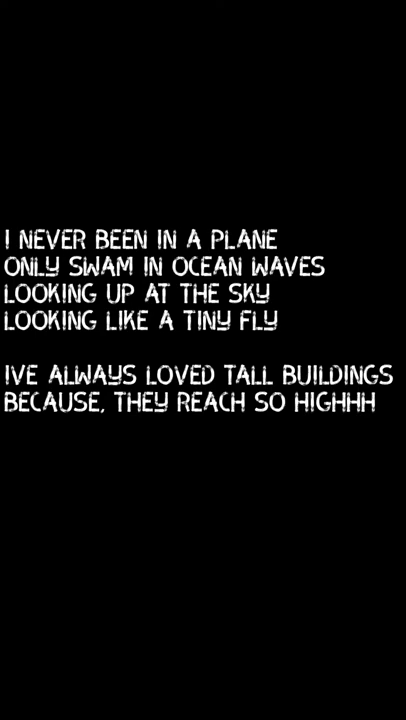 I NEVER BEEN IN A PLANE
ONLY SWAM IN OCEAN WAVES
LOOKING UP AT THE SKY
LOOKING LIKE A TINY FLY
IVE ALWAYS LOVED TALL BUILDINGS
BECAUSE, THEY REACH SO HIGHHH